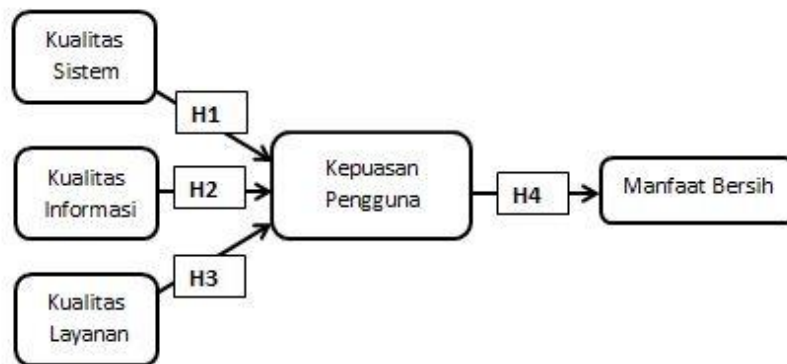 Kualitas
Sistem
H1
Kualitas
Informasi
H2
Kepuasan
Pengguna
H4
Manfaat Bersih
H3
Kualitas
Layanan